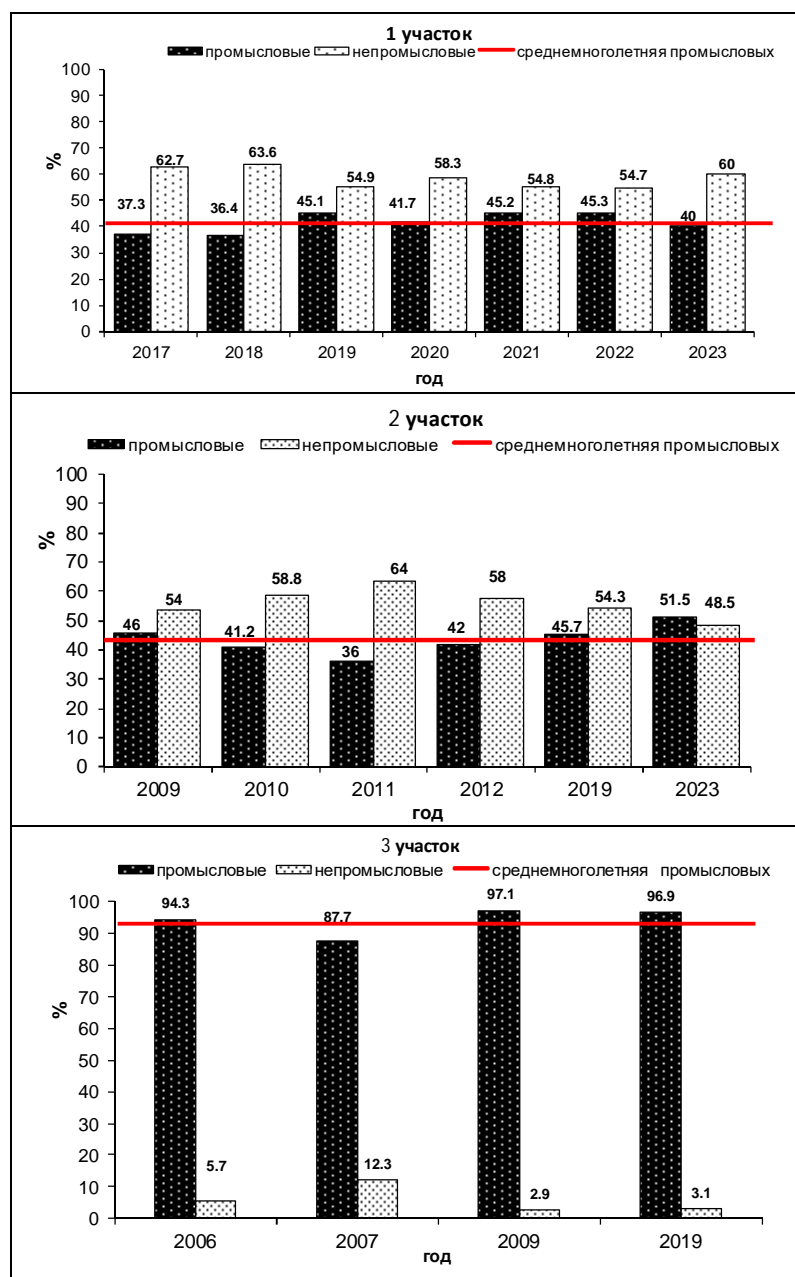 1 участок
промысловые непромысловые среднемноголетняя промысловых
100
90
80
70
60
50
40
30
20
10
0
%
37.3 62.7 36.4 63.6 45.1 54.9 41.7 58.3 45.2 54.8 45.3 54.7 40 60
2017 2018 2019 2020 2021 2022 2023
год
2 участок
промысловые непромысловые среднемноголетняя промысловых
100
90
80
70
60
50
40
30
20
10
0
%
46 54 41.2 58.8 36 64 42 58 45.7 54.3 51.5 48.5
2009 2010 2011 2012 2019 2023
год
3 участок
промысловые непромысловые среднемноголетняя промысловых
100
90
80
70
60
50
40
30
20
10
0
%
94.3 5.7 87.7 12.3 97.1 2.9 96.9 3.1
2006 2007 2009 2019
год